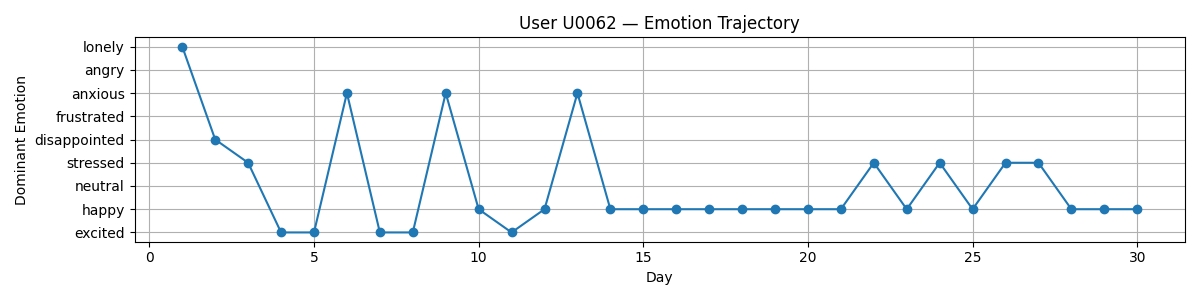 User U0062 — Emotion Trajectory
Dominant Emotion
lonely
angry
anxious
frustrated
disappointed
stressed
neutral
happy
excited
0 5 10 15 20 25 30
Day